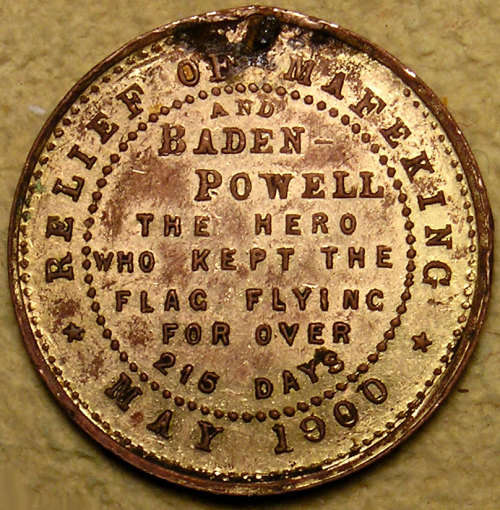 RELIEF OF MAFEKING
AND
BADEN-
POWELL
THE HERO
WHO KEPT THE
FLAG FLYING
FOR OVER
215 DAYS
MAY 1900